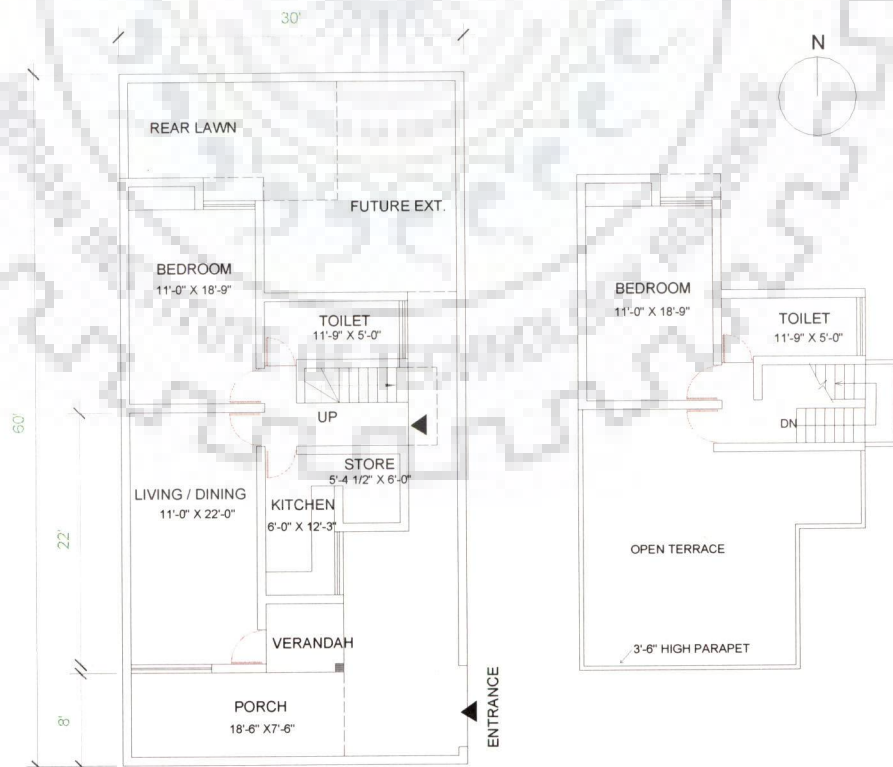 30'
N
REAR LAWN
FUTURE EXT.
BEDROOM
11'-0" X 18'-9"
TOILET
11'-9" X 5'-0"
UP
60'
LIVING / DINING
11'-0" X 22'-0"
STORE
5'-4 1/2" X 6'-0"
KITCHEN
6'-0" X 12'-3"
22'
VERANDAH
PORCH
18'-6" X7'-6"
8'
ENTRANCE
BEDROOM
11'-0" X 18'-9"
TOILET
11'-9" X 5'-0"
DN
OPEN TERRACE
3'-6" HIGH PARAPET